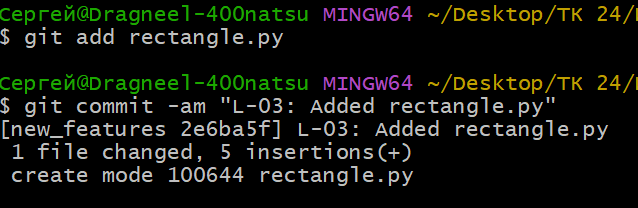 Сергей@Dragneel-400natsu MINGW64 ~/Desktop/ТК 24/
$ git add rectangle.py
Сергей@Dragneel-400natsu MINGW64 ~/Desktop/ТК 24/
$ git commit -am "L-03: Added rectangle.py"
[new_features 2e6ba5f] L-03: Added rectangle.py
1 file changed, 5 insertions(+)
create mode 100644 rectangle.py